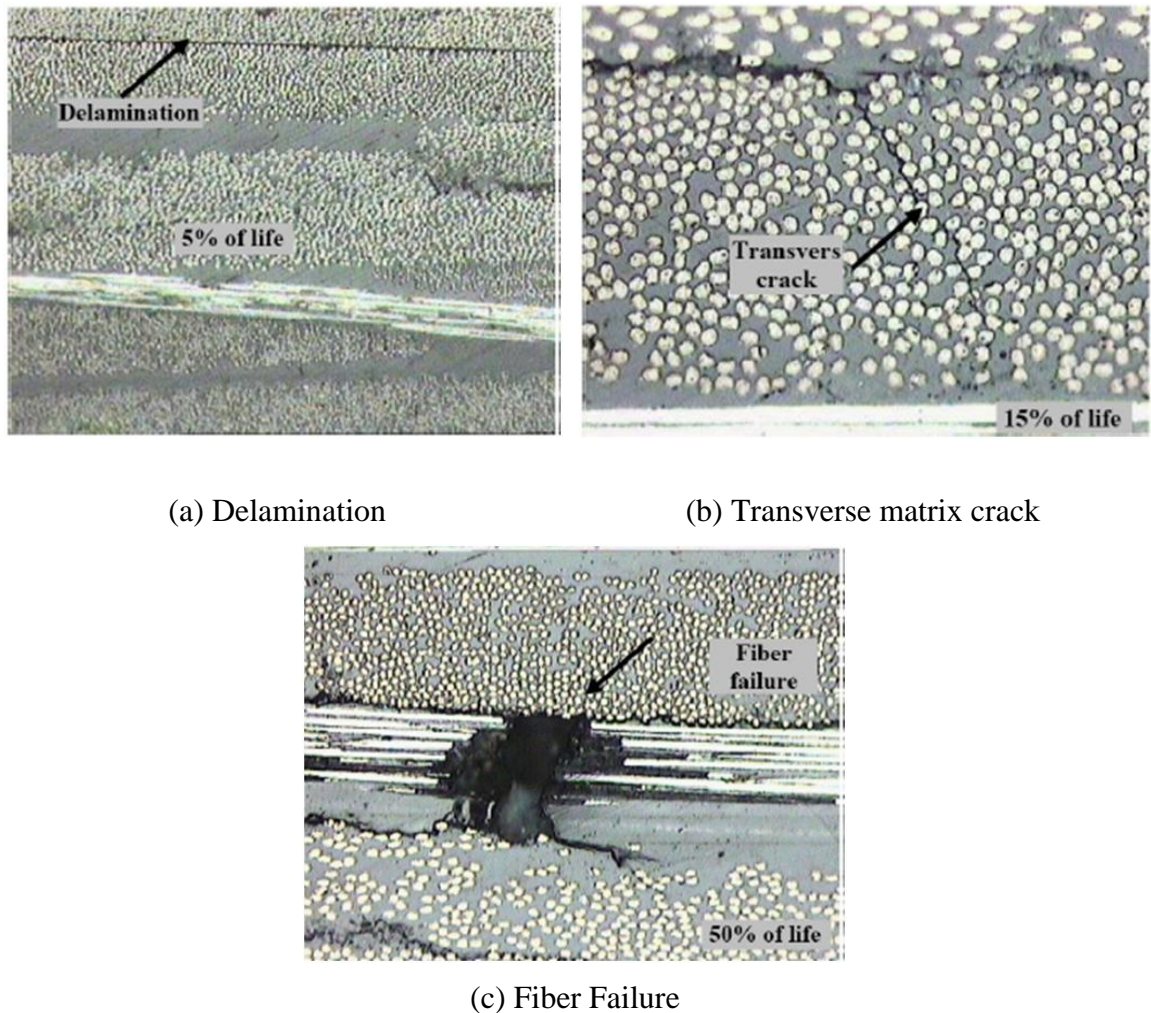 Delamination
5% of life
Transvers
crack
15% of life
(a) Delamination
(b) Transverse matrix crack
Fiber
failure
50% of life
(c) Fiber Failure